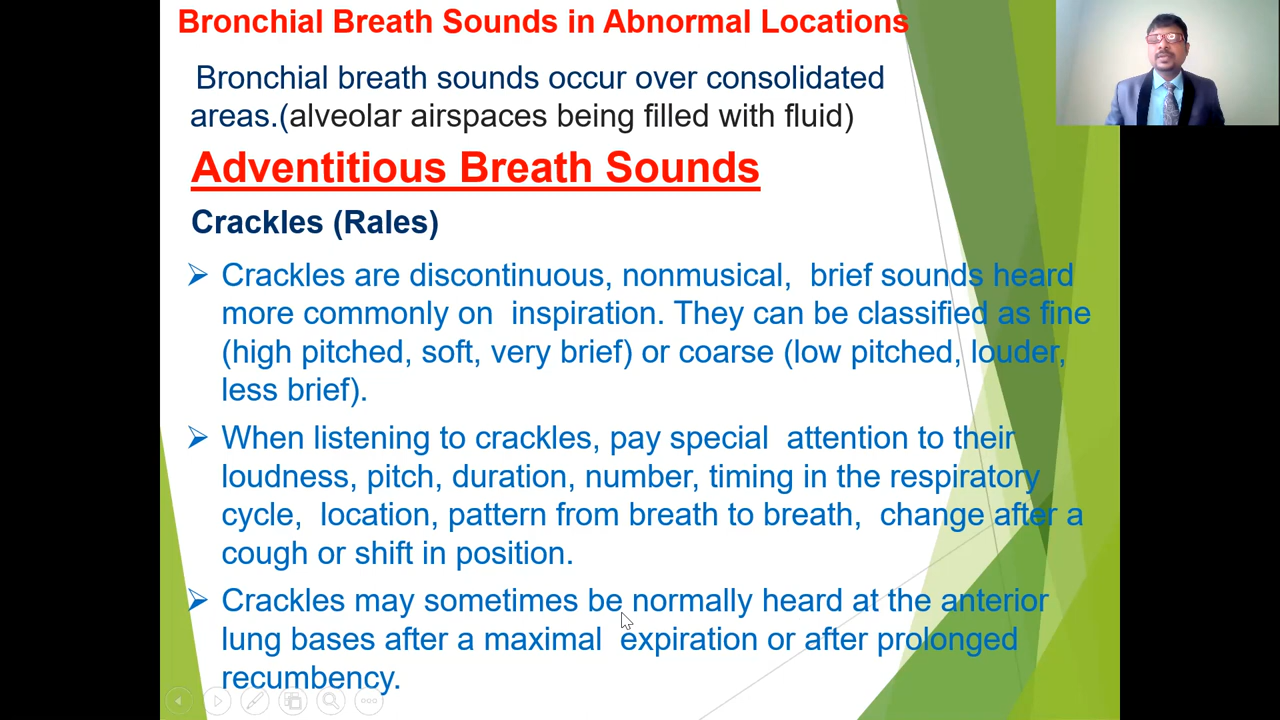 Bronchial Breath Sounds in Abnormal Locations
Bronchial breath sounds occur over consolidated
areas.(alveolar airspaces being filled with fluid)
Adventitious Breath Sounds
Crackles (Rales)
➢ Crackles are discontinuous, nonmusical, brief sounds heard
more commonly on inspiration. They can be classified as fine
(high pitched, soft, very brief) or coarse (low pitched, louder,
less brief).
➢ When listening to crackles, pay special attention to their
loudness, pitch, duration, number, timing in the respiratory
cycle, location, pattern from breath to breath, change after a
cough or shift in position.
➢ Crackles may sometimes be normally heard at the anterior
lung bases after a maximal expiration or after prolonged
recumbency.